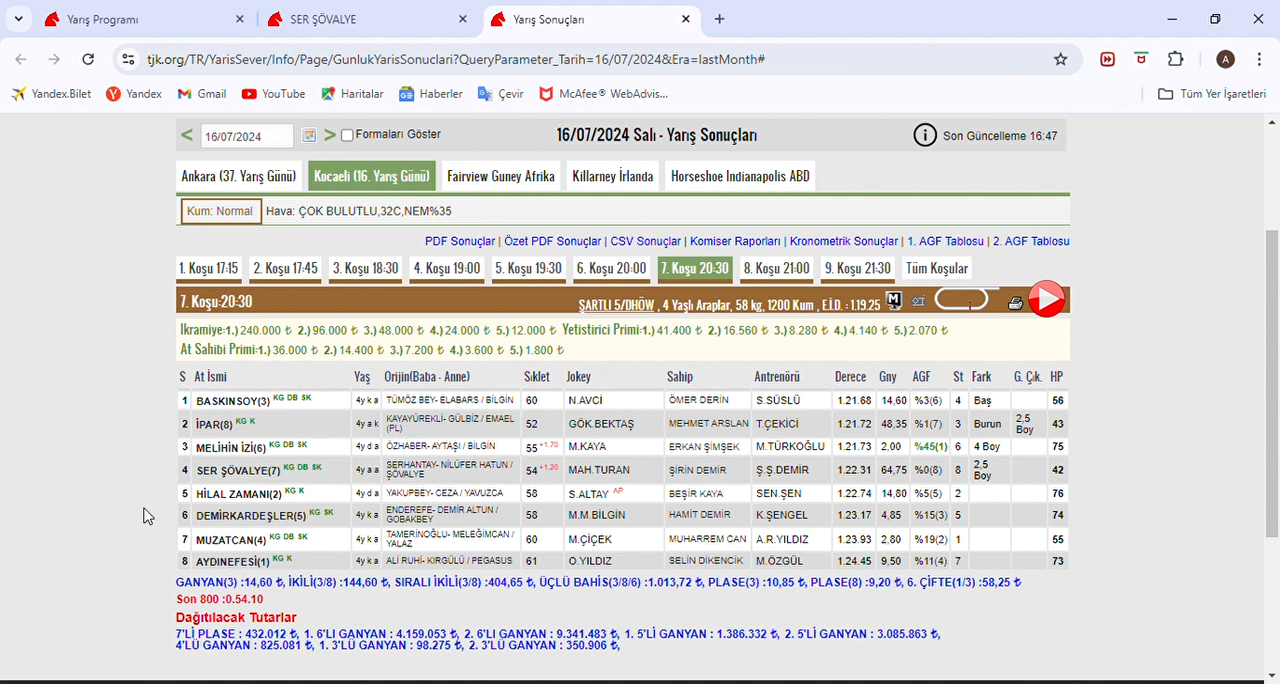 Yarış Programı
SER ŞÖVALYE
Yarış Sonuçları
tjk.org/TR/YarisSever/Info/Page/GunlukYarisSonuclari?QueryParameter_Tarih=16/07/2024&Era=lastMonth#
A
Yandex.Bilet Yandex Gmail YouTube Haritalar Haberler Çevir McAfee® WebAdvis... Tüm Yer İşaretleri
16/07/2024 Formaları Göster 16/07/2024 Salı - Yarış Sonuçları Son Güncelleme 16:47
Ankara (37. Yarış Günü) Kocaeli (16. Yarış Günü) Fairview Guney Afrika Killarney İrlanda Horseshoe Indianapolis ABD
Kum: Normal Hava: ÇOK BULUTLU,32C,NEM%35
PDF Sonuçlar | Özet PDF Sonuçlar | CSV Sonuçlar | Komiser Raporları | Kronometrik Sonuçlar | 1. AGF Tablosu | 2. AGF Tablosu
1. Koşu 17:15 2. Koşu 17:45 3. Koşu 18:30 4. Koşu 19:00 5. Koşu 19:30 6. Koşu 20:00 7. Koşu 20:30 8. Koşu 21:00 9. Koşu 21:30 Tüm Koşular
7. Koşu:20:30 ŞARTLI 5/DHÖW , 4 Yaşlı Araplar, 58 kg, 1200 Kum , E.İ.D. : 1.19.25
İkramiye:1.) 240.000 ₺ 2.) 96.000 ₺ 3.) 48.000 ₺ 4.) 24.000 ₺ 5.) 12.000 ₺ Yetistirici Primi:1.) 41.400 ₺ 2.) 16.560 ₺ 3.) 8.280 ₺ 4.) 4.140 ₺ 5.) 2.070 ₺
At Sahibi Primi:1.) 36.000 ₺ 2.) 14.400 ₺ 3.) 7.200 ₺ 4.) 3.600 ₺ 5.) 1.800 ₺
S At İsmi Yaş Orijin(Baba - Anne) Sıklet Jokey Sahip Antrenörü Derece Gny AGF St Fark G. Çık. HP
1 BASKINSOY(3) KG DB SK 4y k a TÜMÖZ BEY- ELABARS / BİLGİN 60 N.AVCİ ÖMER DERİN S.SÜSLÜ 1.21.68 14,60 %3(6) 4 Baş 56
2 İPAR(8) KG K 4y a k KAYAYÜREKLİ- GÜLBİZ / EMAEL (PL) 52 GÖK.BEKTAŞ MEHMET ARSLAN T.ÇEKİCİ 1.21.72 48,35 %1(7) 3 Burun 2,5 Boy 43
3 MELİHİN İZİ(6) KG DB SK 4y d a ÖZHABER- AYTAŞI / BİLGİN 55 +1.70 M.KAYA ERKAN ŞİMŞEK M.TÜRKOĞLU 1.21.73 2,00 %45(1) 6 4 Boy 75
4 SER ŞÖVALYE(7) KG DB SK 4y a a SERHANTAY- NİLÜFER HATUN / ŞÖVALYE 54 +1.20 MAH.TURAN ŞİRİN DEMİR Ş.Ş.DEMİR 1.22.31 64,75 %0(8) 8 2,5 Boy 42
5 HİLAL ZAMANI(2) KG K 4y d a YAKUPBEY- CEZA / YAVUZCA 58 S.ALTAY AP BEŞİR KAYA SEN.ŞEN 1.22.74 14,80 %5(5) 2 76
6 DEMİRKARDEŞLER(5) KG SK 4y k a ENDEREFE- DEMİR ALTUN / GOBAKBEY 58 M.M.BİLGİN HAMİT DEMİR K.ŞENGEL 1.23.17 4,85 %15(3) 5 74
7 MUZATCAN(4) KG DB SK 4y k a TAMERİNOĞLU- MELEĞİMCAN / YALAZ 60 M.ÇİÇEK MUHARREM CAN A.R.YILDIZ 1.23.93 2,80 %19(2) 1 55
8 AYDINEFESİ(1) KG K 4y k a ALİ RUHİ- KIRGÜLÜ / PEGASUS 61 O.YILDIZ SELİN DİKENCİK M.ÖZGÜL 1.24.45 9,50 %11(4) 7 73
GANYAN(3) :14,60 ₺, İKİLİ(3/8) :144,60 ₺, SIRALI İKİLİ(3/8) :404,65 ₺, ÜÇLÜ BAHİS(3/8/6) :1.013,72 ₺, PLASE(3) :10,85 ₺, PLASE(8) :9,20 ₺, 6. ÇİFTE(1/3) :58,25 ₺
Son 800 :0.54.10
Dağıtılacak Tutarlar
7'Lİ PLASE : 432.012 ₺, 1. 6'LI GANYAN : 4.159.053 ₺, 2. 6'LI GANYAN : 9.341.483 ₺, 1. 5'Lİ GANYAN : 1.386.332 ₺, 2. 5'Lİ GANYAN : 3.085.863 ₺,
4'LÜ GANYAN : 825.081 ₺, 1. 3'LÜ GANYAN : 98.275 ₺, 2. 3'LÜ GANYAN : 350.906 ₺,